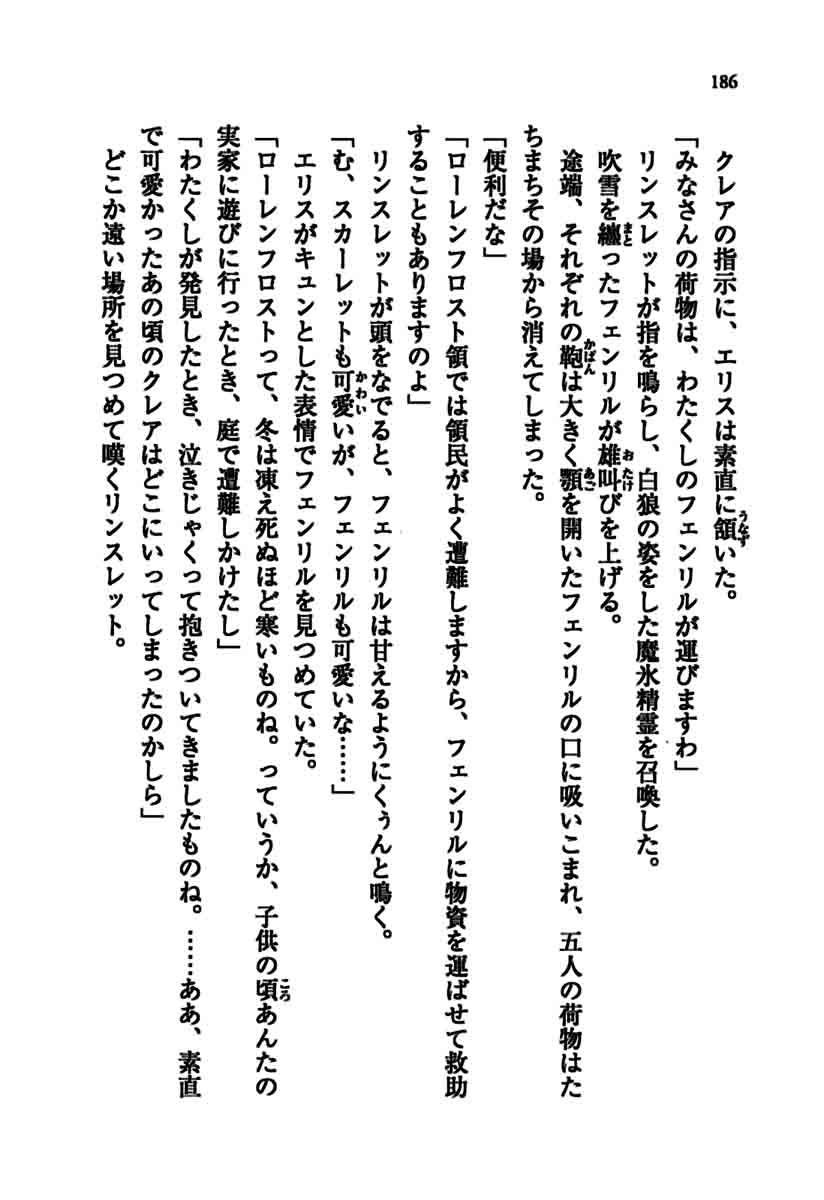 186
クレアの指示に、エリスは素直に頷いた。
「みなさんの荷物は、わたくしのフェンリルが運びますわ」
リンスレットが指を鳴らし、白狼の姿をした魔氷精霊を召喚した。
吹雪を纏ったフェンリルが雄叫びを上げる。
途端、それぞれの鞄は大きく顎を開いたフェンリルの口に吸いこまれ、五人の荷物はた
ちまちその場から消えてしまった。
「便利だな」
「ローレンフロスト領では領民がよく遭難しますから、フェンリルに物資を運ばせて救助
することもありますのよ」
リンスレットが頭をなでると、フェンリルは甘えるようにくぅんと鳴く。
「む、スカーレットも可愛いが、フェンリルも可愛いな……」
エリスがキュンとした表情でフェンリルを見つめていた。
「ローレンフロストって、冬は凍え死ぬほど寒いものね。っていうか、子供の頃あんたの
実家に遊びに行ったとき、庭で遭難しかけたし」
「わたくしが発見したとき、泣きじゃくって抱きついてきましたものね。……ああ、素直
で可愛かったあの頃のクレアはどこにいってしまったのかしら」
どこか遠い場所を見つめて嘆くリンスレット。